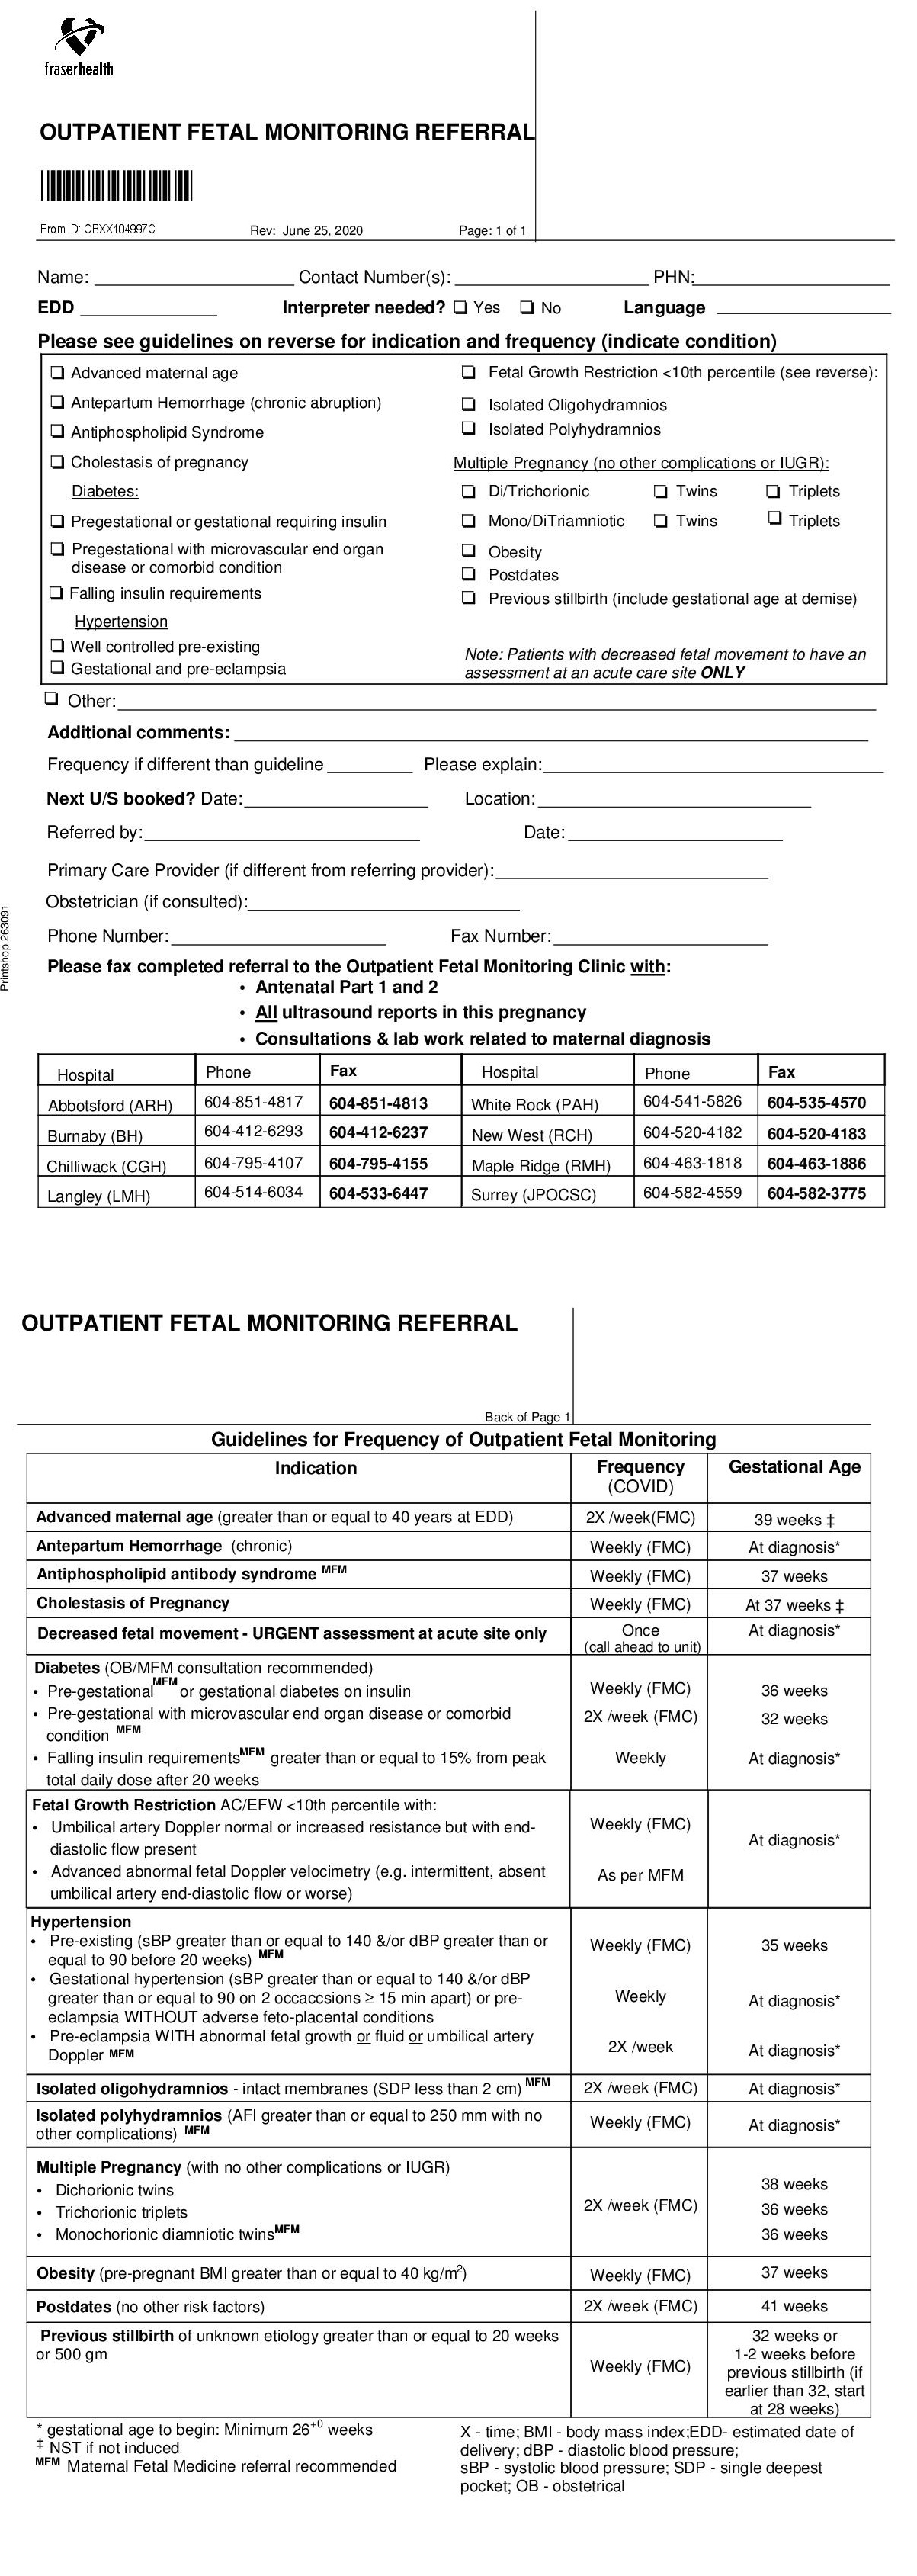 fraserhealth
OUTPATIENT FETAL MONITORING REFERRAL
From ID: OBXX104997C Rev: June 25, 2020 Page: 1 of 1
Name: Contact Number(s): PHN:
EDD Interpreter needed? ❏ Yes ❏ No Language
Please see guidelines on reverse for indication and frequency (indicate condition)
❏ Advanced maternal age
❏ Antepartum Hemorrhage (chronic abruption)
❏ Antiphospholipid Syndrome
❏ Cholestasis of pregnancy
Diabetes:
❏ Pregestational or gestational requiring insulin
❏ Pregestational with microvascular end organ
disease or comorbid condition
❏ Falling insulin requirements
Hypertension
❏ Well controlled pre-existing
❏ Gestational and pre-eclampsia
❏ Fetal Growth Restriction <10th percentile (see reverse):
❏ Isolated Oligohydramnios
❏ Isolated Polyhydramnios
Multiple Pregnancy (no other complications or IUGR):
❏ Di/Trichorionic ❏ Twins ❏ Triplets
❏ Mono/DiTriamniotic ❏ Twins ❏ Triplets
❏ Obesity
❏ Postdates
❏ Previous stillbirth (include gestational age at demise)
Note: Patients with decreased fetal movement to have an
assessment at an acute care site ONLY
❏ Other:
Additional comments:
Frequency if different than guideline Please explain:
Next U/S booked? Date: Location:
Referred by: Date:
Primary Care Provider (if different from referring provider):
Obstetrician (if consulted):
Phone Number: Fax Number:
Printshop 263091
Please fax completed referral to the Outpatient Fetal Monitoring Clinic with:
• Antenatal Part 1 and 2
• All ultrasound reports in this pregnancy
• Consultations & lab work related to maternal diagnosis
Hospital Phone Fax Hospital Phone Fax
Abbotsford (ARH) 604-851-4817 604-851-4813 White Rock (PAH) 604-541-5826 604-535-4570
Burnaby (BH) 604-412-6293 604-412-6237 New West (RCH) 604-520-4182 604-520-4183
Chilliwack (CGH) 604-795-4107 604-795-4155 Maple Ridge (RMH) 604-463-1818 604-463-1886
Langley (LMH) 604-514-6034 604-533-6447 Surrey (JPOCSC) 604-582-4559 604-582-3775
OUTPATIENT FETAL MONITORING REFERRAL
Back of Page 1
Guidelines for Frequency of Outpatient Fetal Monitoring
Indication Frequency Gestational Age
(COVID)
Advanced maternal age (greater than or equal to 40 years at EDD) 2X /week(FMC) 39 weeks ‡
Antepartum Hemorrhage (chronic) Weekly (FMC) At diagnosis*
Antiphospholipid antibody syndrome MFM Weekly (FMC) 37 weeks
Cholestasis of Pregnancy Weekly (FMC) At 37 weeks ‡
Decreased fetal movement - URGENT assessment at acute site only Once At diagnosis*
(call ahead to unit)
Diabetes (OB/MFM consultation recommended)
• Pre-gestational MFM or gestational diabetes on insulin Weekly (FMC) 36 weeks
• Pre-gestational with microvascular end organ disease or comorbid 2X /week (FMC) 32 weeks
condition MFM
• Falling insulin requirements MFM greater than or equal to 15% from peak Weekly At diagnosis*
total daily dose after 20 weeks
Fetal Growth Restriction AC/EFW <10th percentile with:
• Umbilical artery Doppler normal or increased resistance but with end- Weekly (FMC) At diagnosis*
diastolic flow present
• Advanced abnormal fetal Doppler velocimetry (e.g. intermittent, absent As per MFM
umbilical artery end-diastolic flow or worse)
Hypertension
• Pre-existing (sBP greater than or equal to 140 &/or dBP greater than or Weekly (FMC) 35 weeks
equal to 90 before 20 weeks) MFM
• Gestational hypertension (sBP greater than or equal to 140 &/or dBP
greater than or equal to 90 on 2 occaccsions ≥ 15 min apart) or pre- Weekly At diagnosis*
eclampsia WITHOUT adverse feto-placental conditions
• Pre-eclampsia WITH abnormal fetal growth or fluid or umbilical artery 2X /week At diagnosis*
Doppler MFM
Isolated oligohydramnios - intact membranes (SDP less than 2 cm) MFM 2X /week (FMC) At diagnosis*
Isolated polyhydramnios (AFI greater than or equal to 250 mm with no Weekly (FMC) At diagnosis*
other complications) MFM
Multiple Pregnancy (with no other complications or IUGR)
• Dichorionic twins 38 weeks
• Trichorionic triplets 2X /week (FMC) 36 weeks
• Monochorionic diamniotic twins MFM 36 weeks
Obesity (pre-pregnant BMI greater than or equal to 40 kg/m²) Weekly (FMC) 37 weeks
Postdates (no other risk factors) 2X /week (FMC) 41 weeks
Previous stillbirth of unknown etiology greater than or equal to 20 weeks
or 500 gm
Weekly (FMC)
32 weeks or
1-2 weeks before
previous stillbirth (if
earlier than 32, start
at 28 weeks)
* gestational age to begin: Minimum 26+0 weeks
‡ NST if not induced
MFM Maternal Fetal Medicine referral recommended
X - time; BMI - body mass index;EDD- estimated date of
delivery; dBP - diastolic blood pressure;
sBP - systolic blood pressure; SDP - single deepest
pocket; OB - obstetrical